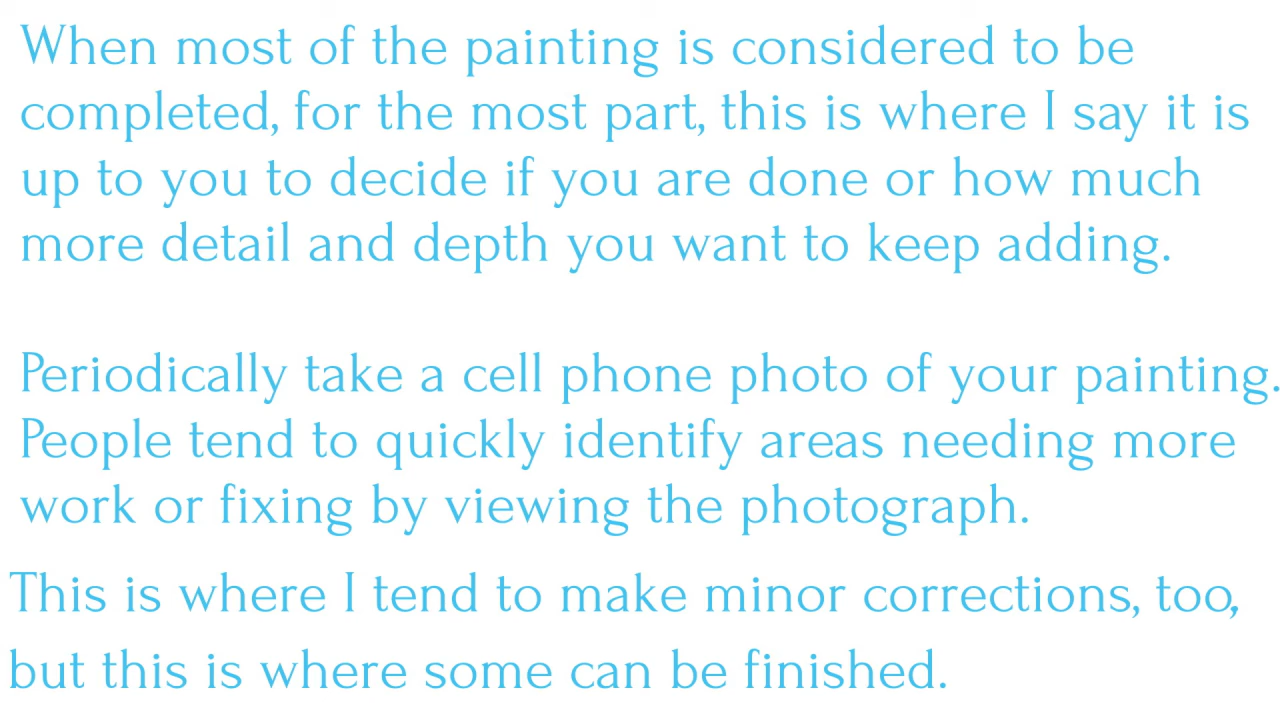 When most of the painting is considered to be
completed, for the most part, this is where I say it is
up to you to decide if you are done or how much
more detail and depth you want to keep adding.
Periodically take a cell phone photo of your painting.
People tend to quickly identify areas needing more
work or fixing by viewing the photograph.
This is where I tend to make minor corrections, too,
but this is where some can be finished.